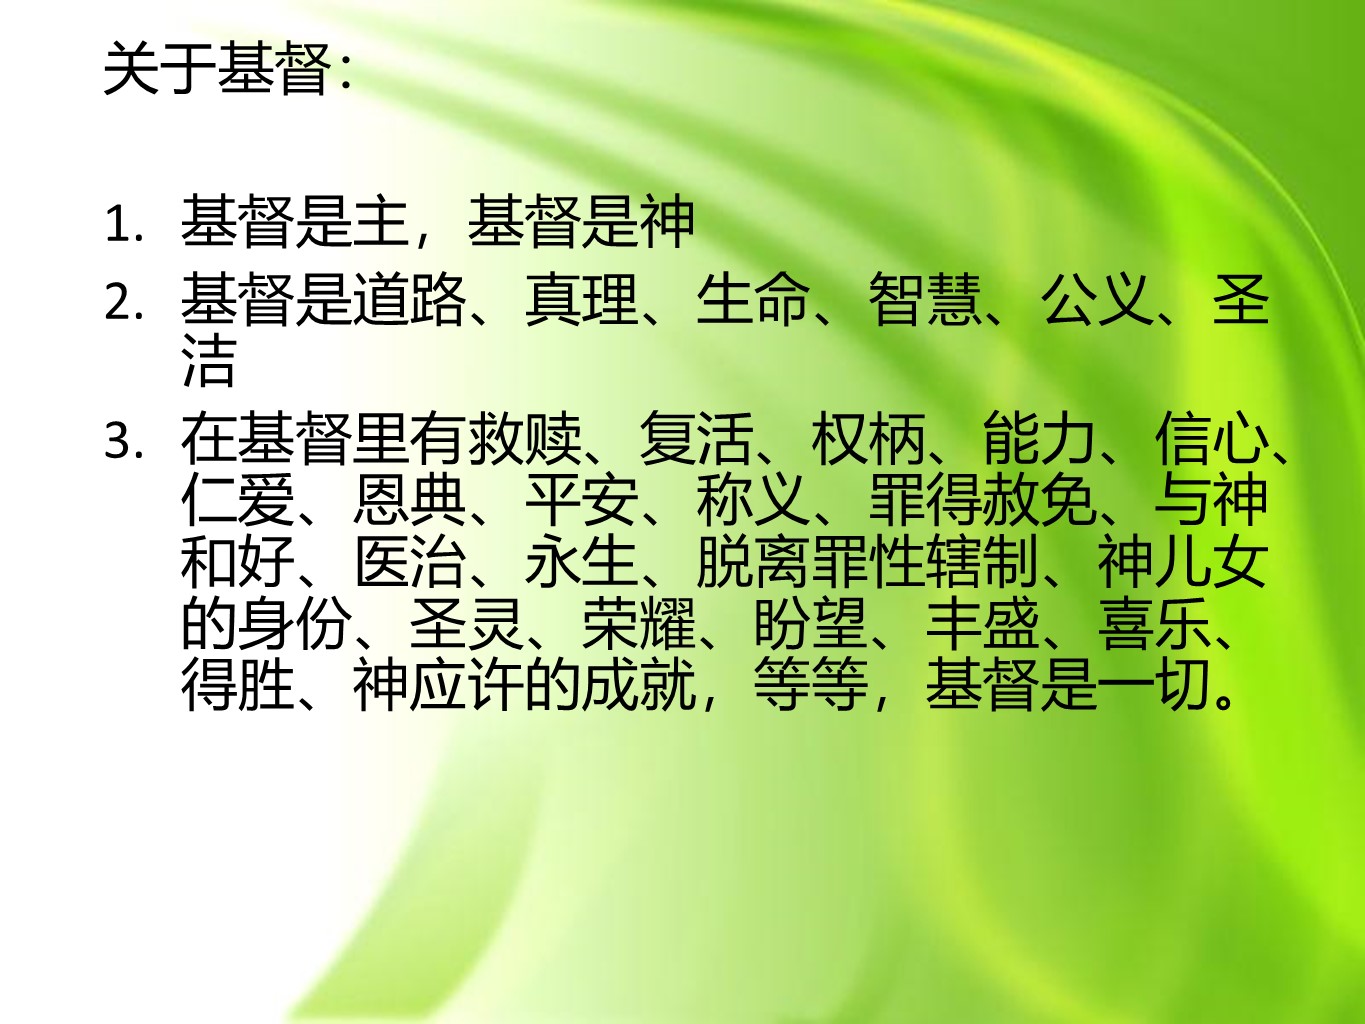 关于基督：
1. 基督是主，基督是神
2. 基督是道路、真理、生命、智慧、公义、圣
洁
3. 在基督里有救赎、复活、权柄、能力、信心、
仁爱、恩典、平安、称义、罪得赦免、与神
和好、医治、永生、脱离罪性辖制、神儿女
的身份、圣灵、荣耀、盼望、丰盛、喜乐、
得胜、神应许的成就，等等，基督是一切。